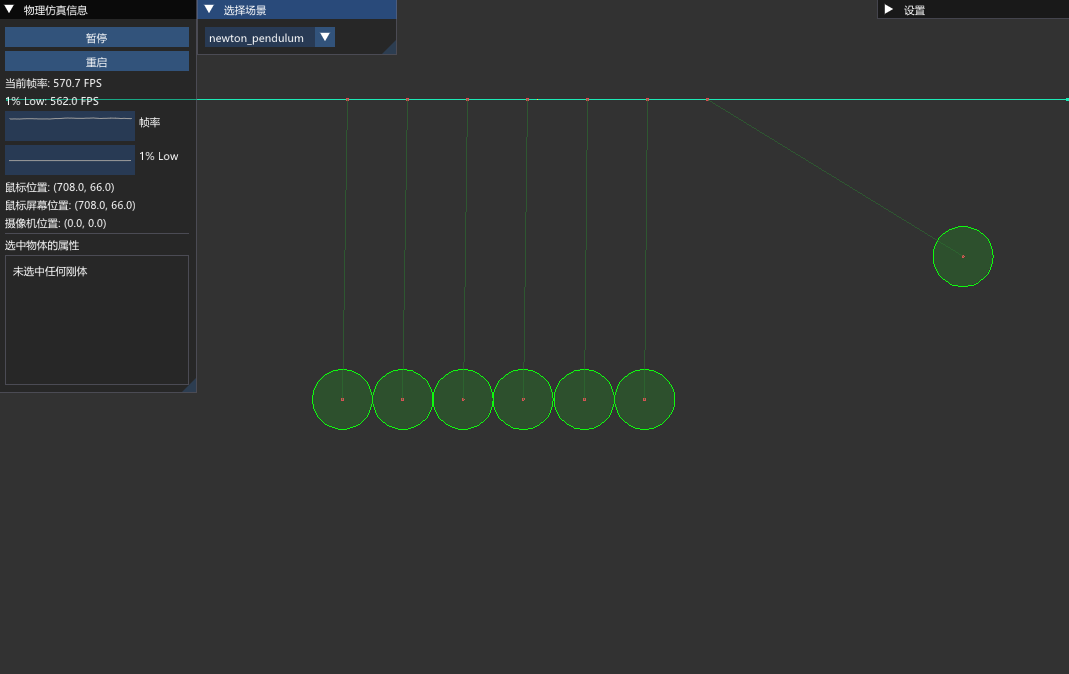 物理仿真信息
暂停
重启
当前帧率: 570.7 FPS
1% Low: 562.0 FPS
帧率
1% Low
鼠标位置: (708.0, 66.0)
鼠标屏幕位置: (708.0, 66.0)
摄像机位置: (0.0, 0.0)
选中物体的属性
未选中任何刚体
选择场景
newton_pendulum
设置